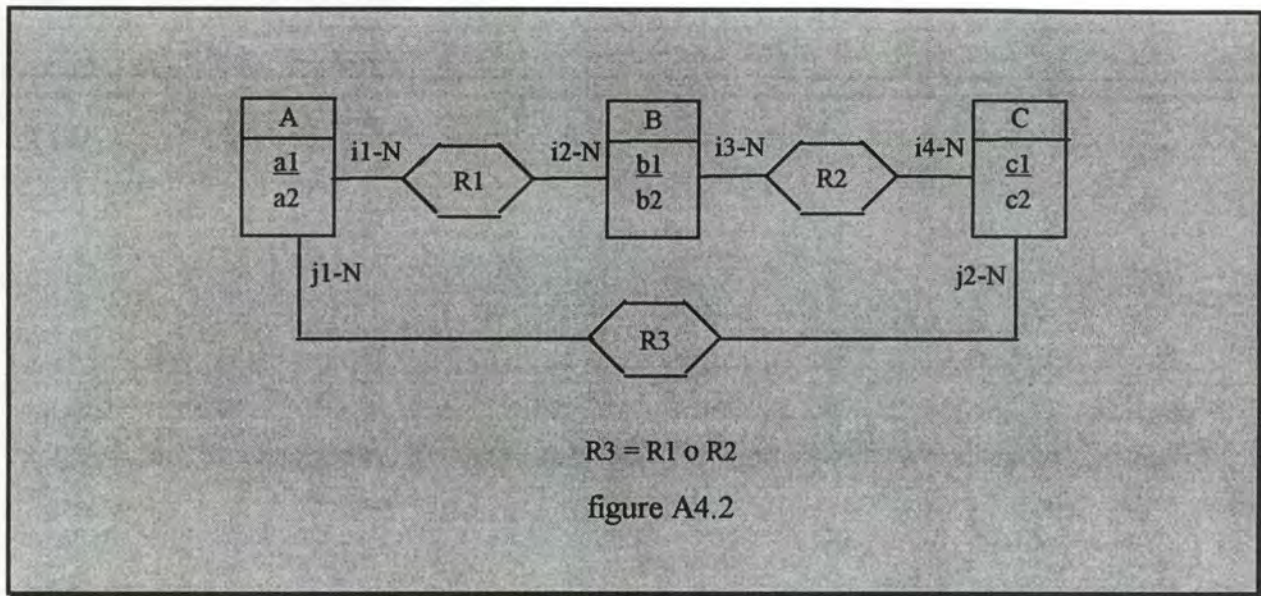 A B C
i1-N R1 i2-N i3-N R2 i4-N
a1 b1 c1
a2 b2 c2
j1-N j2-N
R3
R3 = R1 o R2
figure A4.2